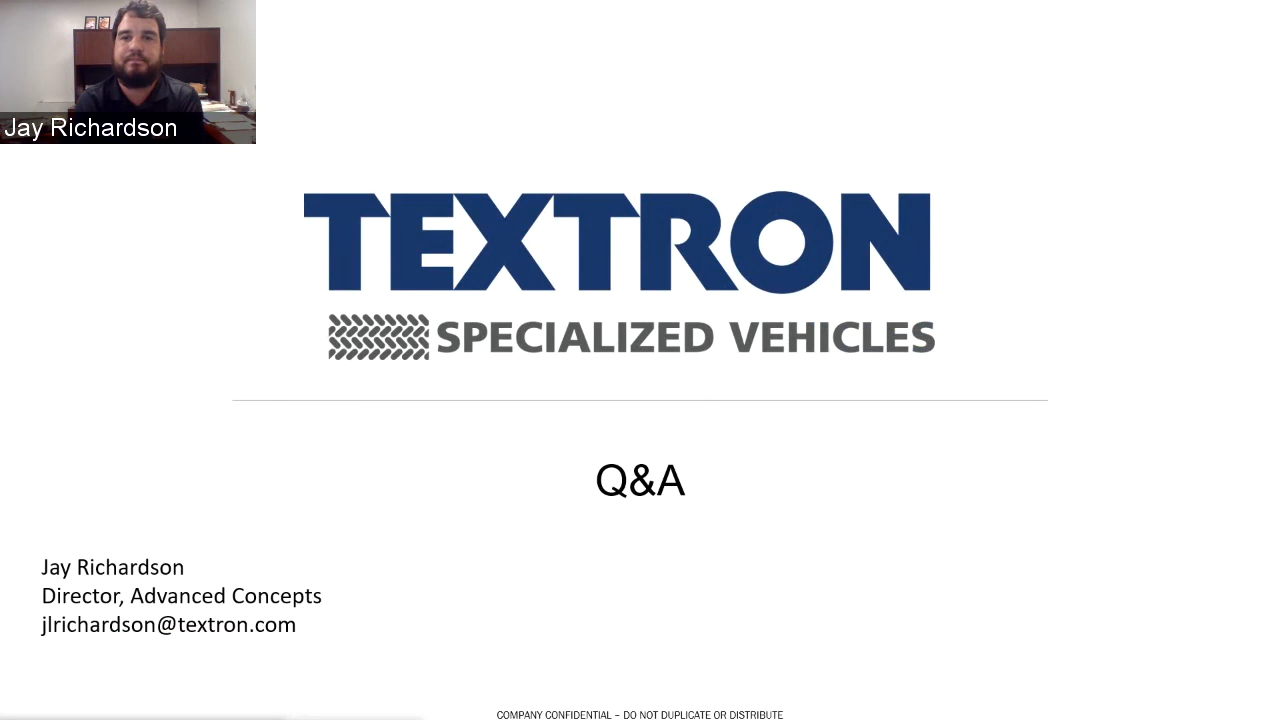 Jay Richardson
TEXTRON
SPECIALIZED VEHICLES
Q&A
Jay Richardson
Director, Advanced Concepts
jlrichardson@textron.com
COMPANY CONFIDENTIAL – DO NOT DUPLICATE OR DISTRIBUTE